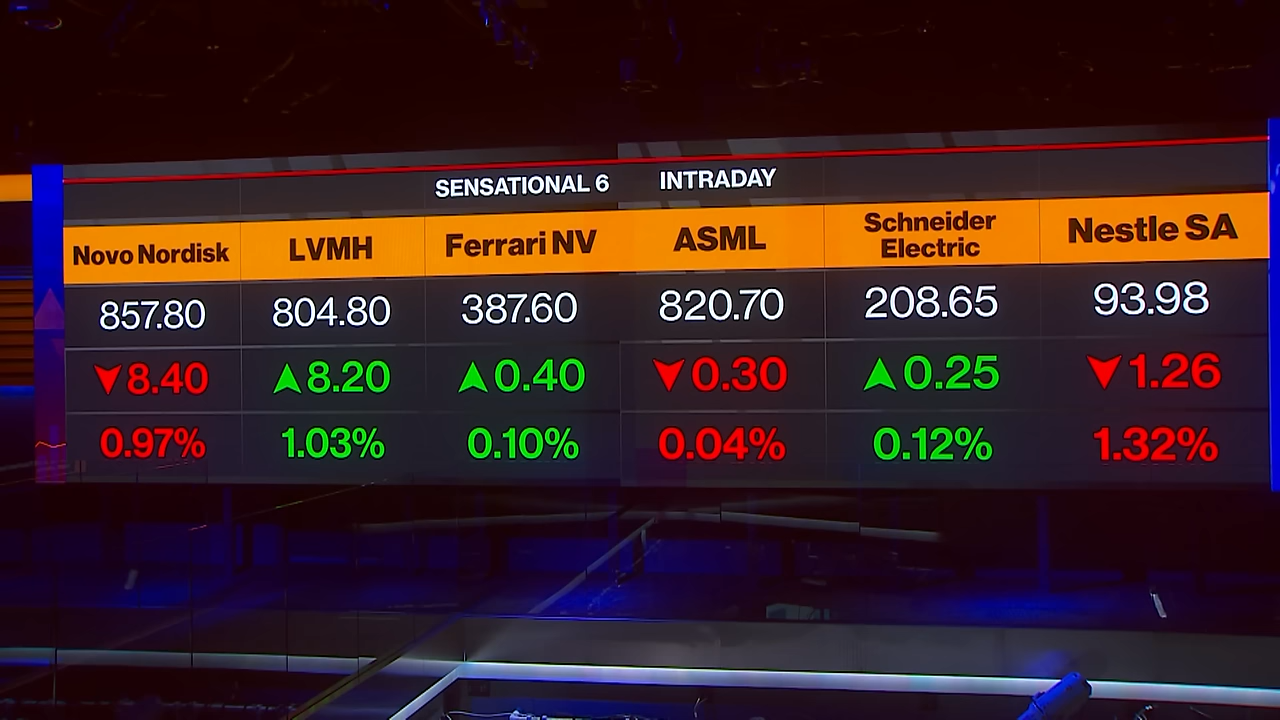 SENSATIONAL 6 INTRADAY
Novo Nordisk LVMH Ferrari NV ASML Schneider Electric Nestle SA
857.80 804.80 387.60 820.70 208.65 93.98
▼8.40 ▲8.20 ▲0.40 ▼0.30 ▲0.25 ▼1.26
0.97% 1.03% 0.10% 0.04% 0.12% 1.32%